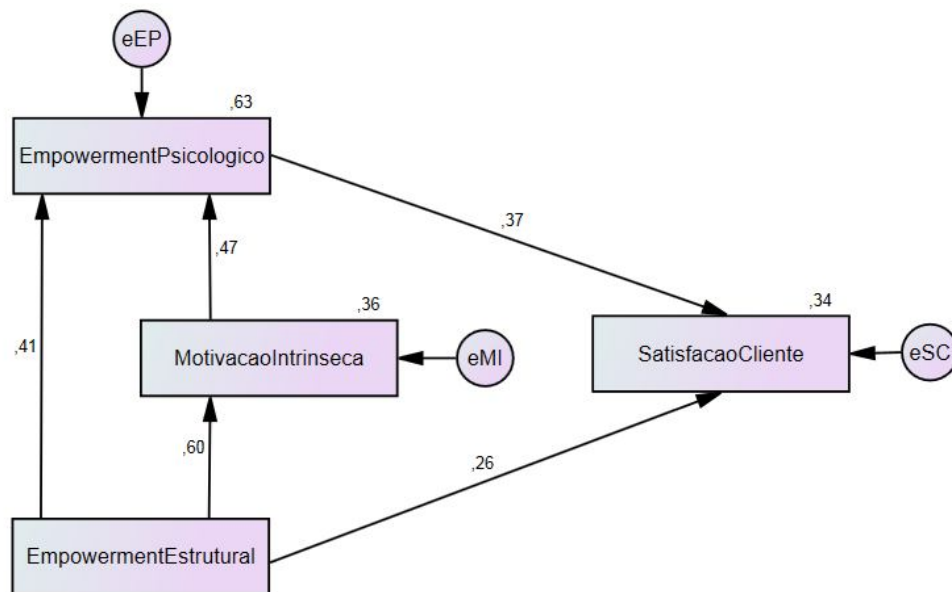 eEP
,63
EmpowermentPsicologico
,37
,47
,36
,34
,41
MotivacaoIntrinseca
eMI
SatisfacaoCliente
eSC
,60
,26
EmpowermentEstrutural